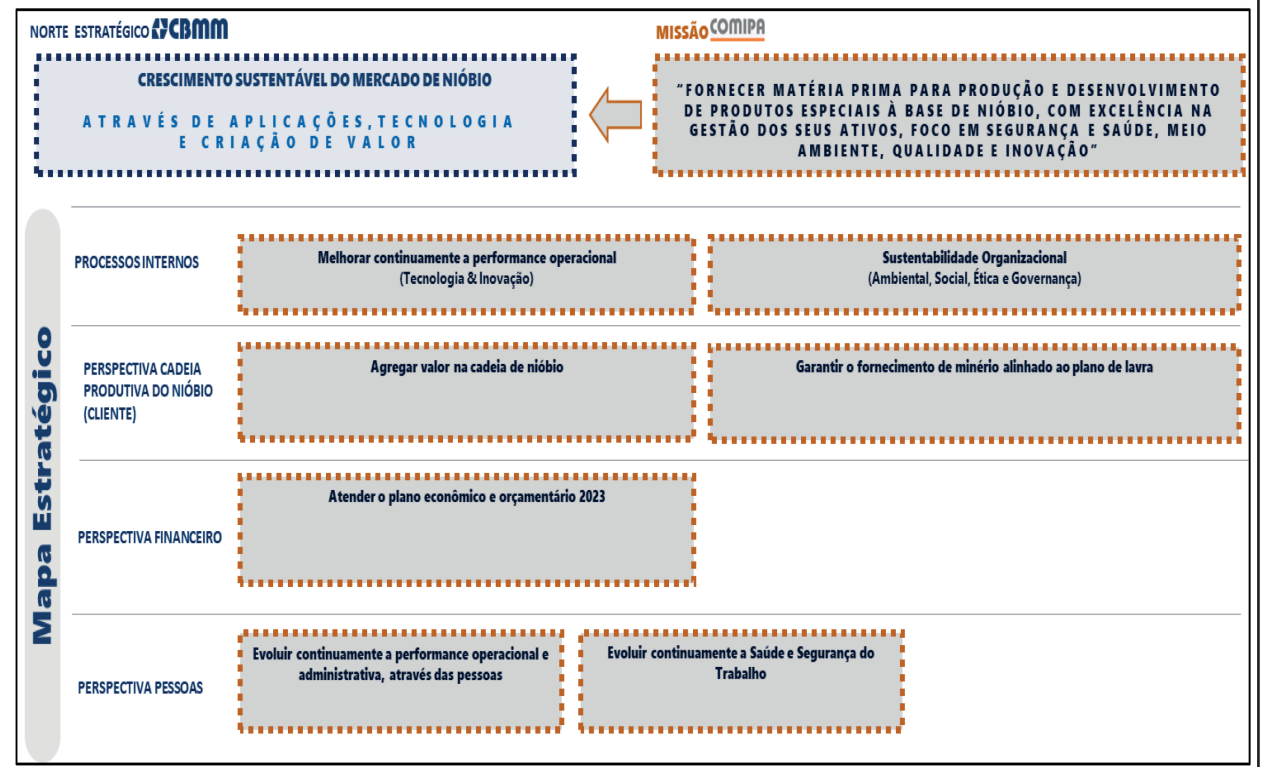 NORTE ESTRATÉGICO CBMM
MISSÃO COMIPA
CRESCIMENTO SUSTENTÁVEL DO MERCADO DE NIÓBIO
ATRAVÉS DE APLICAÇÕES, TECNOLOGIA
E CRIAÇÃO DE VALOR
"FORNECER MATÉRIA PRIMA PARA PRODUÇÃO E DESENVOLVIMENTO
DE PRODUTOS ESPECIAIS À BASE DE NIÓBIO, COM EXCELÊNCIA NA
GESTÃO DOS SEUS ATIVOS, FOCO EM SEGURANÇA E SAÚDE, MEIO
AMBIENTE, QUALIDADE E INOVAÇÃO"
Mapa Estratégico
PROCESSOS INTERNOS
Melhorar continuamente a performance operacional
(Tecnologia & Inovação)
Sustentabilidade Organizacional
(Ambiental, Social, Ética e Governança)
PERSPECTIVA CADEIA
PRODUTIVA DO NIÓBIO
(CLIENTE)
Agregar valor na cadeia de nióbio
Garantir o fornecimento de minério alinhado ao plano de lavra
PERSPECTIVA FINANCEIRO
Atender o plano econômico e orçamentário 2023
PERSPECTIVA PESSOAS
Evoluir continuamente a performance operacional e
administrativa, através das pessoas
Evoluir continuamente a Saúde e Segurança do
Trabalho